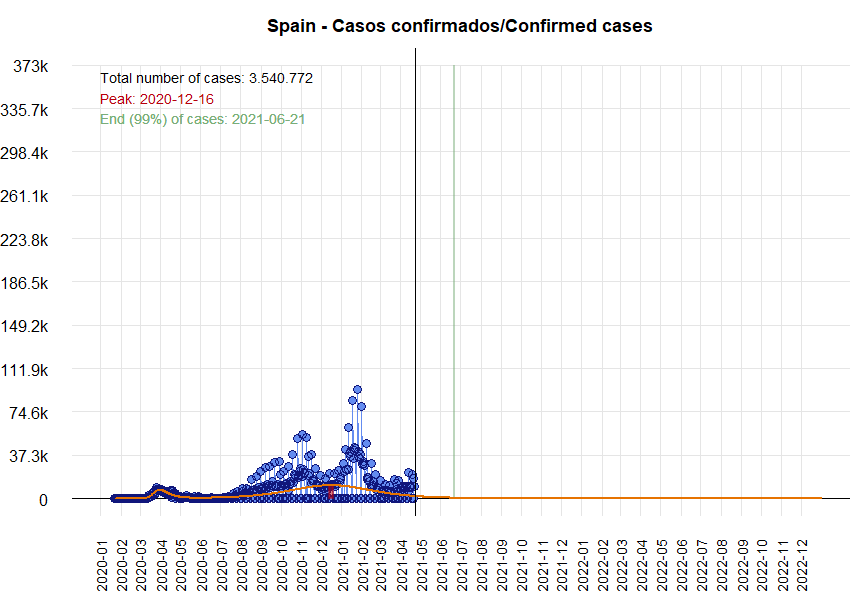 Spain - Casos confirmados/Confirmed cases
373k
Total number of cases: 3.540.772
Peak: 2020-12-16
335.7k
End (99%) of cases: 2021-06-21
298.4k
261.1k
223.8k
186.5k
149.2k
111.9k
74.6k
37.3k
0
2020-01
2020-02
2020-03
2020-04
2020-05
2020-06
2020-07
2020-08
2020-09
2020-10
2020-11
2020-12
2021-01
2021-02
2021-03
2021-04
2021-05
2021-06
2021-07
2021-08
2021-09
2021-10
2021-11
2021-12
2022-01
2022-02
2022-03
2022-04
2022-05
2022-06
2022-07
2022-08
2022-09
2022-10
2022-11
2022-12